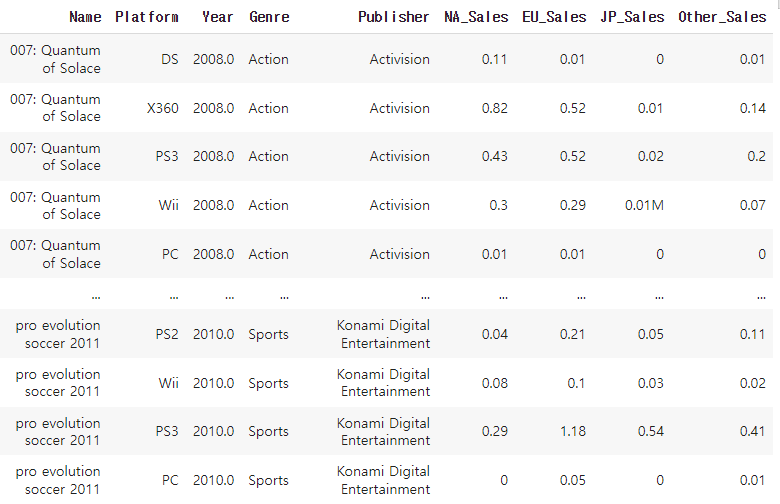 Name Platform Year Genre Publisher NA_Sales EU_Sales JP_Sales Other_Sales
007: Quantum
of Solace DS 2008.0 Action Activision 0.11 0.01 0 0.01
007: Quantum
of Solace X360 2008.0 Action Activision 0.82 0.52 0.01 0.14
007: Quantum
of Solace PS3 2008.0 Action Activision 0.43 0.52 0.02 0.2
007: Quantum
of Solace Wii 2008.0 Action Activision 0.3 0.29 0.01M 0.07
007: Quantum
of Solace PC 2008.0 Action Activision 0.01 0.01 0 0
... ... ... ... ... ... ... ... ...
pro evolution
soccer 2011 PS2 2010.0 Sports Konami Digital
Entertainment 0.04 0.21 0.05 0.11
pro evolution
soccer 2011 Wii 2010.0 Sports Konami Digital
Entertainment 0.08 0.1 0.03 0.02
pro evolution
soccer 2011 PS3 2010.0 Sports Konami Digital
Entertainment 0.29 1.18 0.54 0.41
pro evolution
soccer 2011 PC 2010.0 Sports Konami Digital
Entertainment 0 0.05 0 0.01